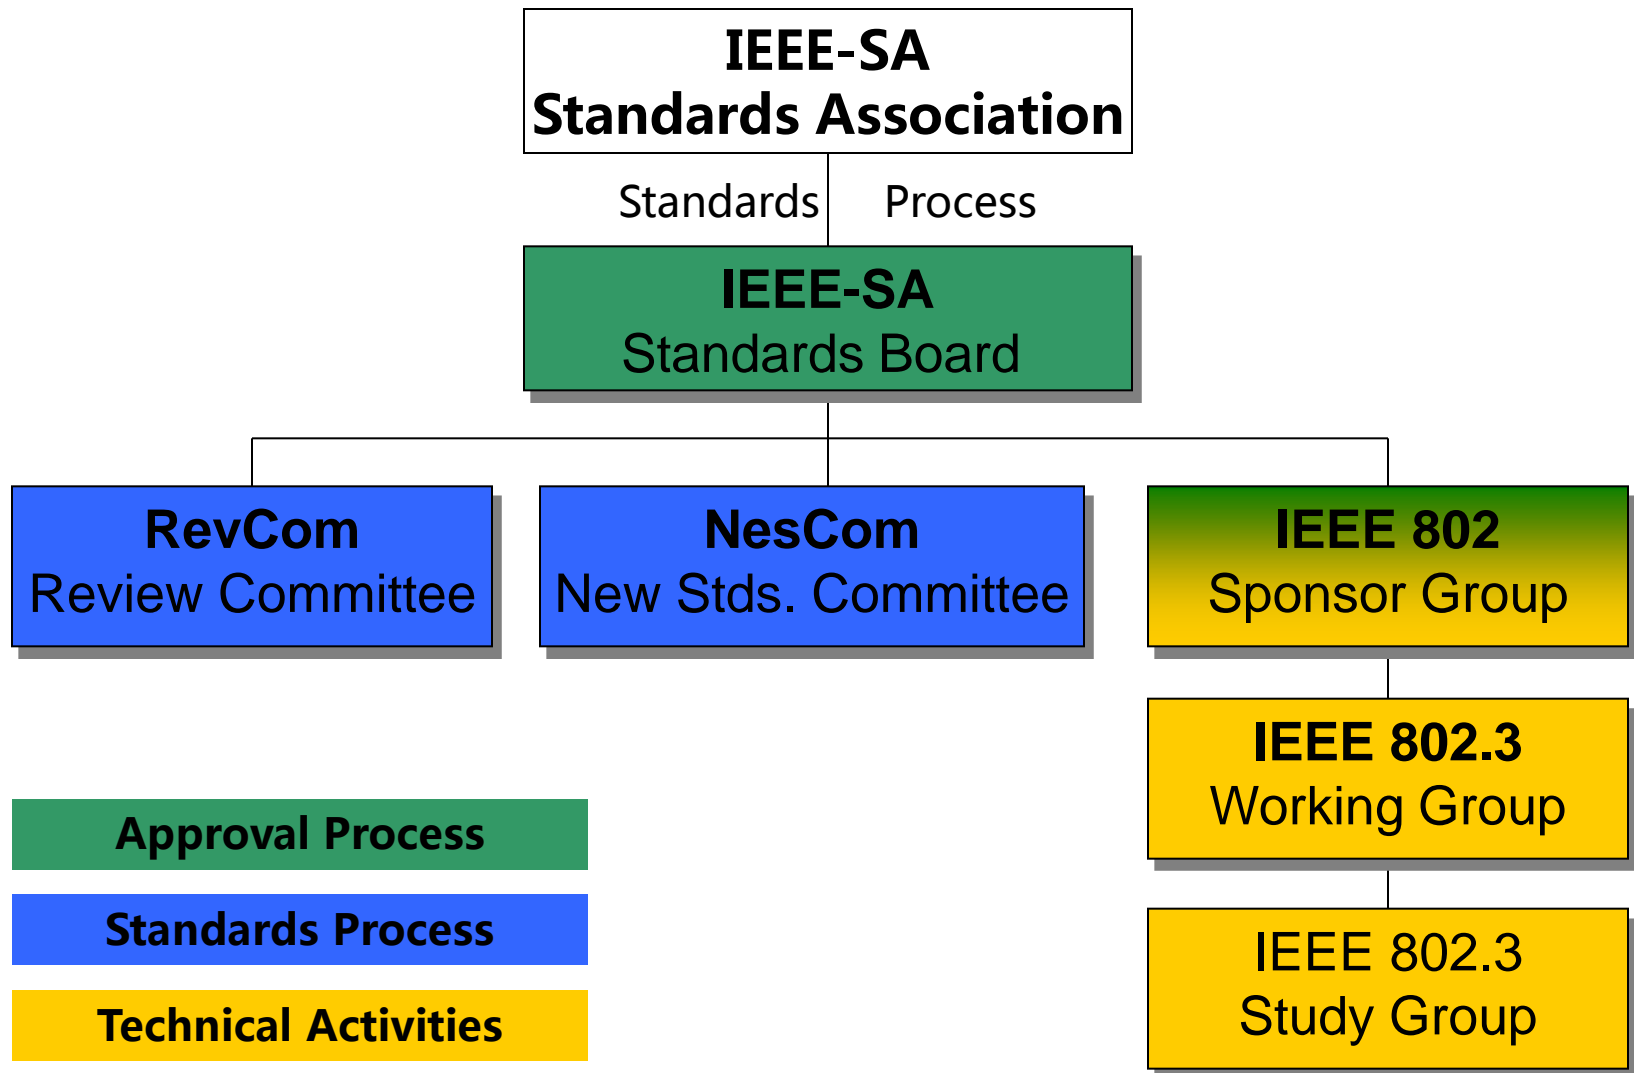 IEEE-SA
Standards Association
Standards Process
IEEE-SA
Standards Board
RevCom
Review Committee
NesCom
New Stds. Committee
IEEE 802
Sponsor Group
IEEE 802.3
Working Group
IEEE 802.3
Study Group
Approval Process
Standards Process
Technical Activities